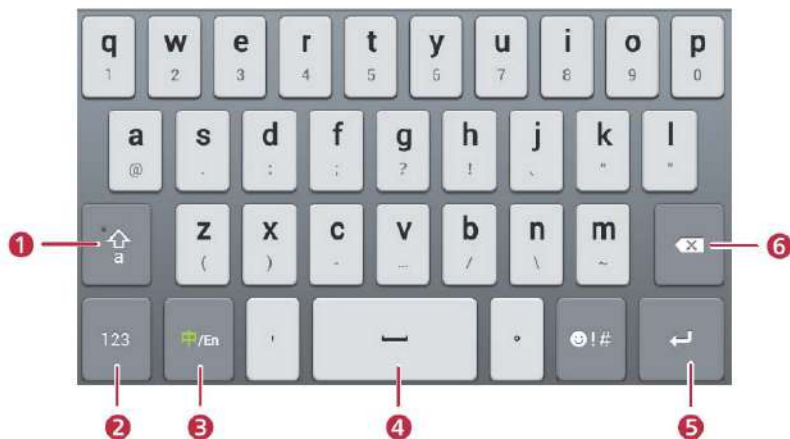 q w e r t y u i o p
1 2 3 4 5 6 7 8 9 0
a s d f g h j k l
@ . : ; ? ! 、 “ ”
1 a z x c v b n m 6
( ) - … / \ ~
123 中/En ' 。 !#
2 3 4 5